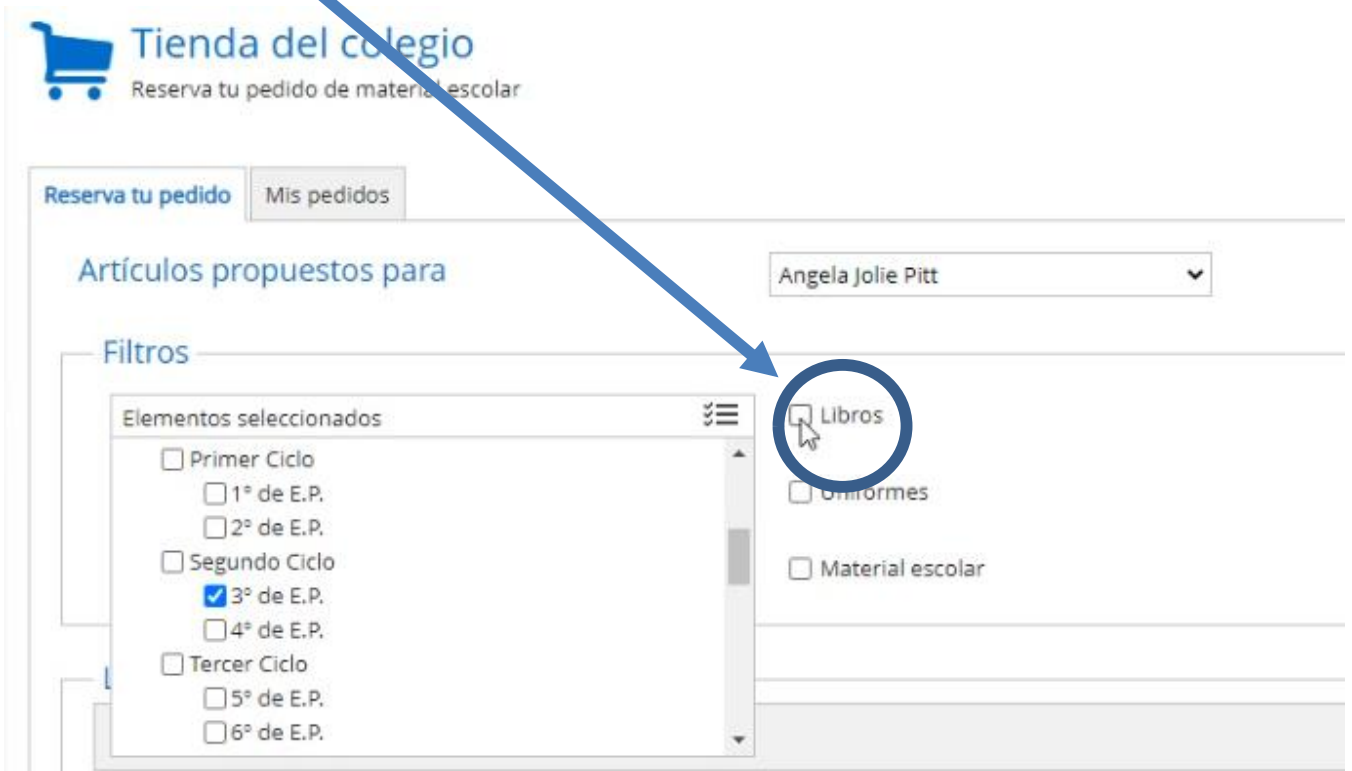 Tienda del colegio
Reserva tu pedido de material escolar
Reserva tu pedido
Mis pedidos
Artículos propuestos para
Angela Jolie Pitt
Filtros
Elementos seleccionados
Primer Ciclo
1º de E.P.
2º de E.P.
Segundo Ciclo
3º de E.P.
4º de E.P.
Tercer Ciclo
5º de E.P.
6º de E.P.
Libros
Uniformes
Material escolar